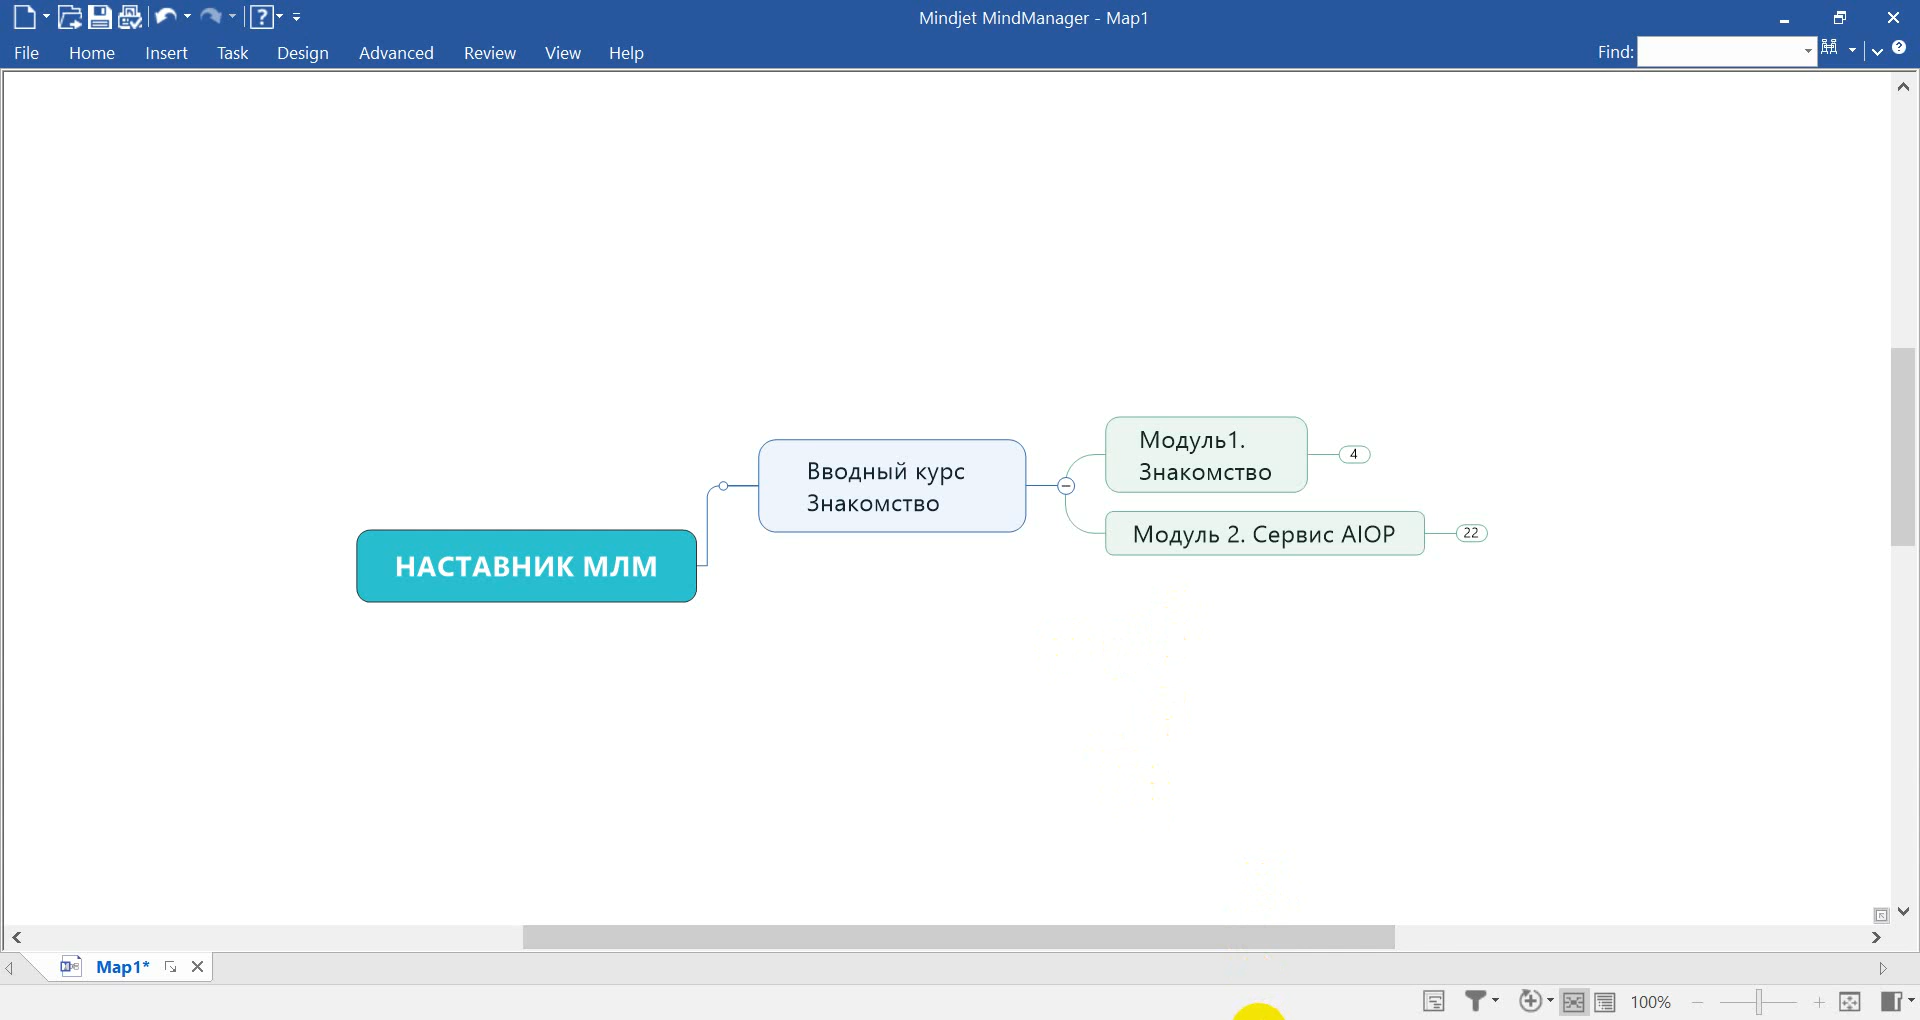 Mindjet MindManager - Map1
File Home Insert Task Design Advanced Review View Help Find:
Модуль1.
Знакомство
4
Вводный курс
Знакомство
Модуль 2. Сервис AIOP
22
НАСТАВНИК МЛМ
Map1*
100%